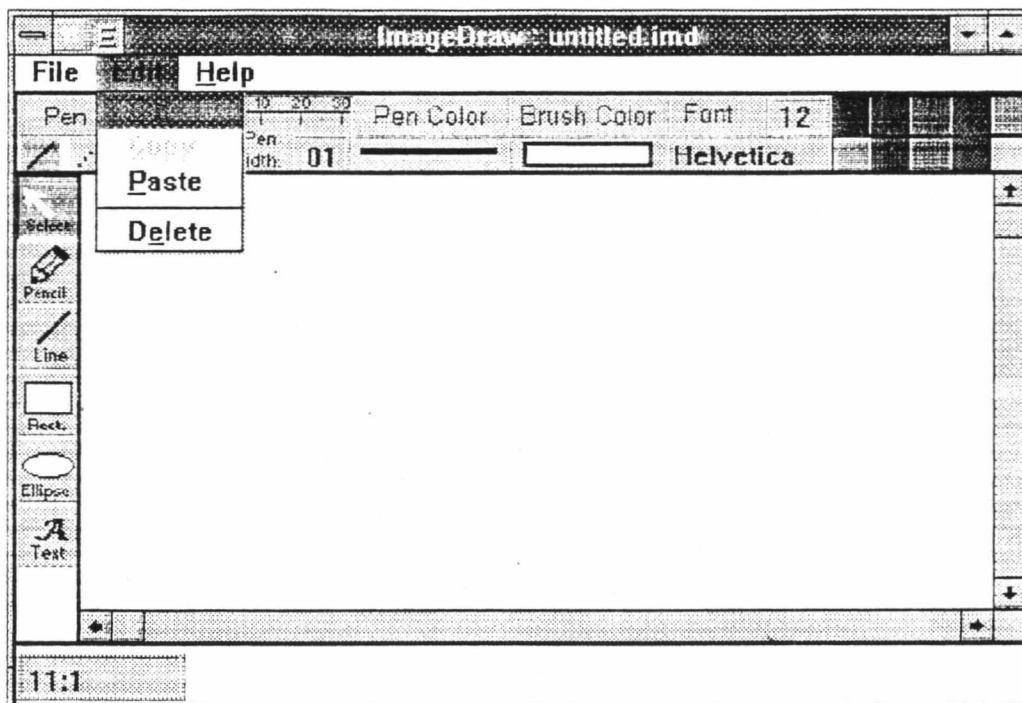 ImageDraw : untitled.imd
File Edit Help
Pen 10 20 30 Pen Color Brush Color Font 12
Pen
idth: 01 Helvetica
Copy
Paste
Delete
Select
Pencil
Line
Rect.
Ellipse
A
Text
11:1